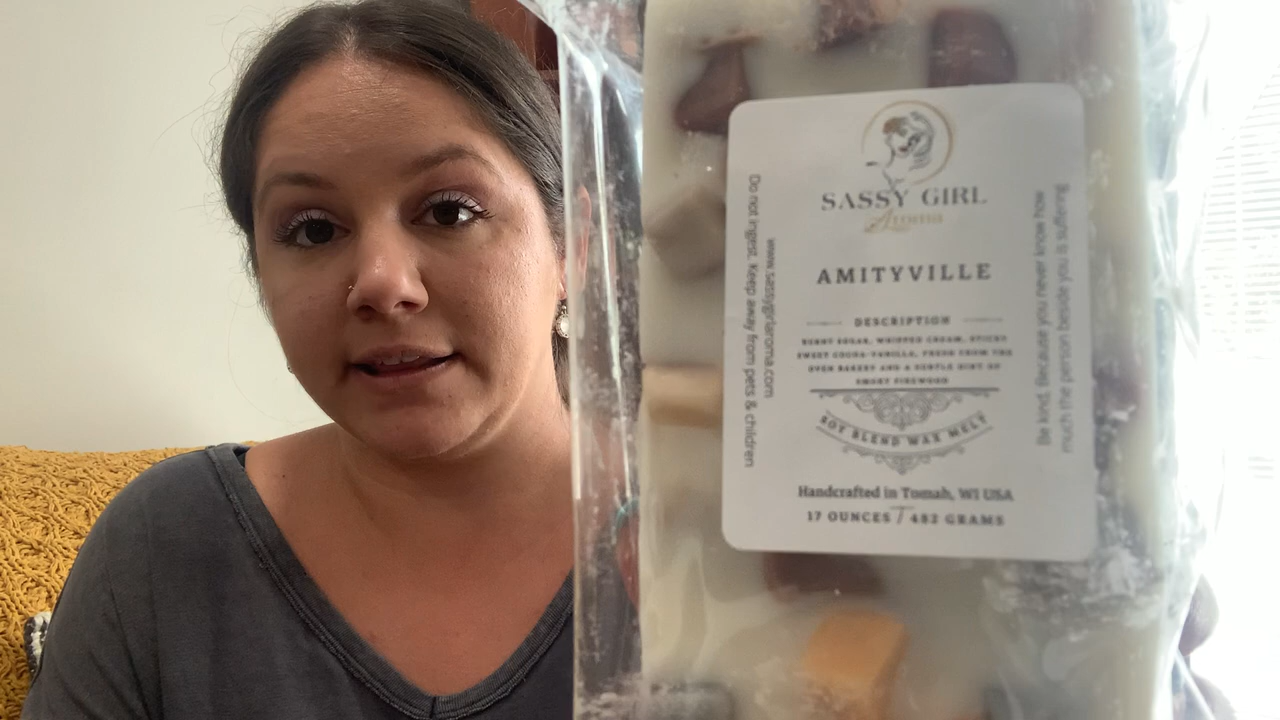 SASSY GIRL
Aroma
AMITYVILLE
DESCRIPTION
BURNT SUGAR, WHIPPED CREAM, STICKY
SWEET COCOA-VANILLA, FRESH FROM THE
OVEN BAKERY AND A SUBTLE HINT OF
SMOKY FIREWOOD
SOY BLEND WAX MELT
Handcrafted in Tomah, WI USA
17 OUNCES / 482 GRAMS
Do not ingest. Keep away from pets & children
www.sassygirlaroma.com
Be kind. Because you never know how
much the person beside you is suffering